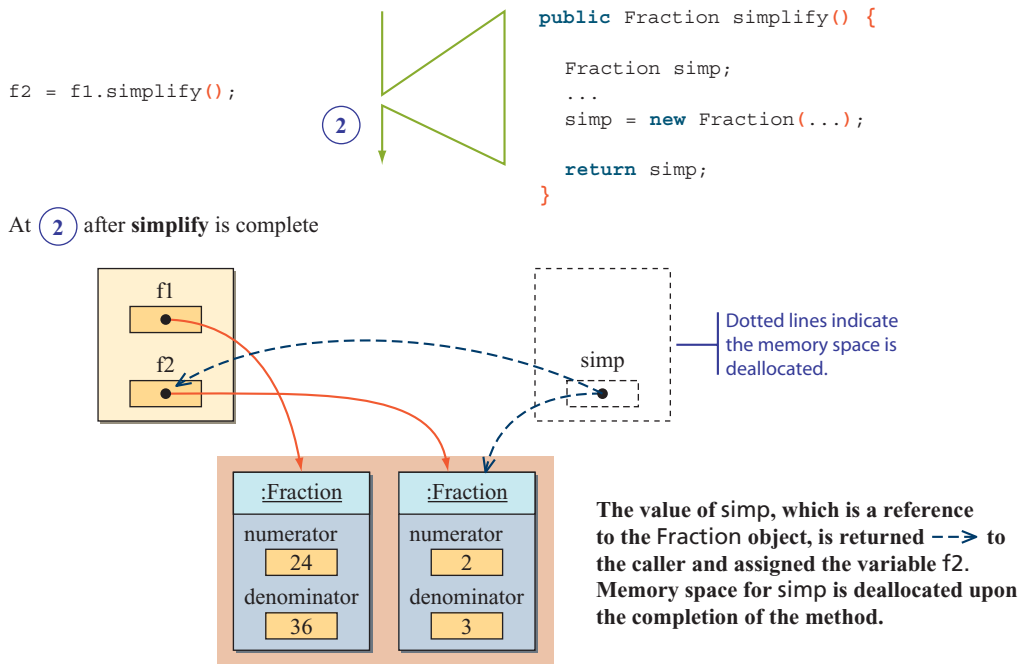 public Fraction simplify() {
f2 = f1.simplify();
Fraction simp;
...
simp = new Fraction(...);
2
return simp;
}
At 2 after simplify is complete
f1
f2
simp
Dotted lines indicate
the memory space is
deallocated.
:Fraction
numerator
24
denominator
36
:Fraction
numerator
2
denominator
3
The value of simp, which is a reference
to the Fraction object, is returned to
the caller and assigned the variable f2.
Memory space for simp is deallocated upon
the completion of the method.